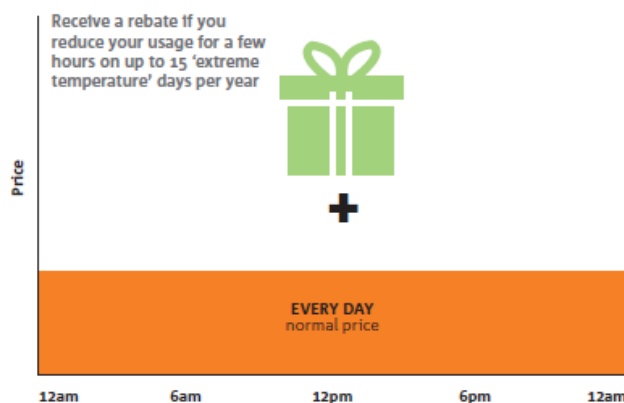 Receive a rebate if you
reduce your usage for a few
hours on up to 15 ‘extreme
temperature’ days per year
Price
+
EVERY DAY
normal price
12am 6am 12pm 6pm 12am